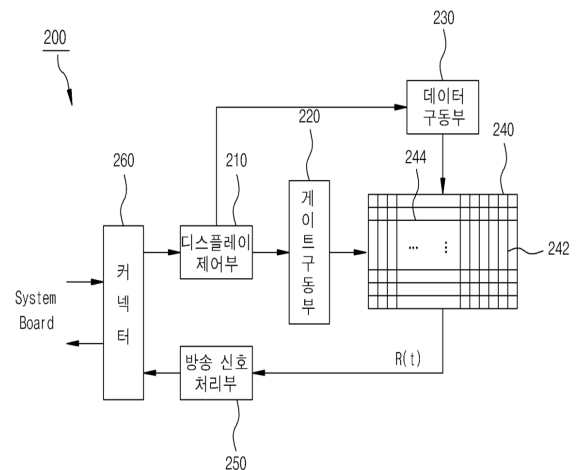 200
230
데이터
구동부
220
244
240
260
210
게
이
트
구
동
부
커
넥
터
디스플레이
제어부
...
⋮
242
System
Board
방송 신호
처리부
R(t)
250